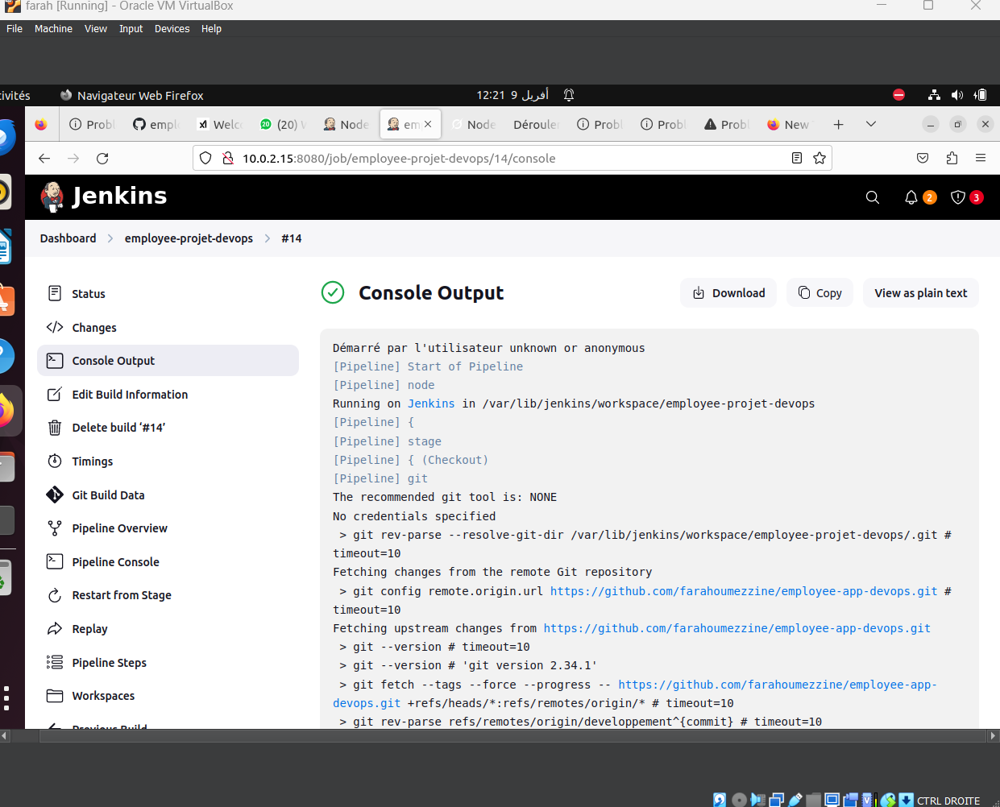 farah [Running] - Oracle VM VirtualBox
File Machine View Input Devices Help
ivités Navigateur Web Firefox 12:21 9 أفريل
Probl emplo Welc (20) Node em Node Dérouler Probl Probl Probl New
10.0.2.15:8080/job/employee-projet-devops/14/console
Jenkins 2 3
Dashboard employee-projet-devops #14
Status
Changes
Console Output
Edit Build Information
Delete build ‘#14’
Timings
Git Build Data
Pipeline Overview
Pipeline Console
Restart from Stage
Replay
Pipeline Steps
Workspaces
Previous Build
Console Output Download Copy View as plain text
Démarré par l'utilisateur unknown or anonymous
[Pipeline] Start of Pipeline
[Pipeline] node
Running on Jenkins in /var/lib/jenkins/workspace/employee-projet-devops
[Pipeline] {
[Pipeline] stage
[Pipeline] { (Checkout)
[Pipeline] git
The recommended git tool is: NONE
No credentials specified
> git rev-parse --resolve-git-dir /var/lib/jenkins/workspace/employee-projet-devops/.git #
timeout=10
Fetching changes from the remote Git repository
> git config remote.origin.url https://github.com/farahoumezzine/employee-app-devops.git #
timeout=10
Fetching upstream changes from https://github.com/farahoumezzine/employee-app-devops.git
> git --version # timeout=10
> git --version # 'git version 2.34.1'
> git fetch --tags --force --progress -- https://github.com/farahoumezzine/employee-app-
devops.git +refs/heads/*:refs/remotes/origin/* # timeout=10
> git rev-parse refs/remotes/origin/developpement^{commit} # timeout=10
CTRL DROITE